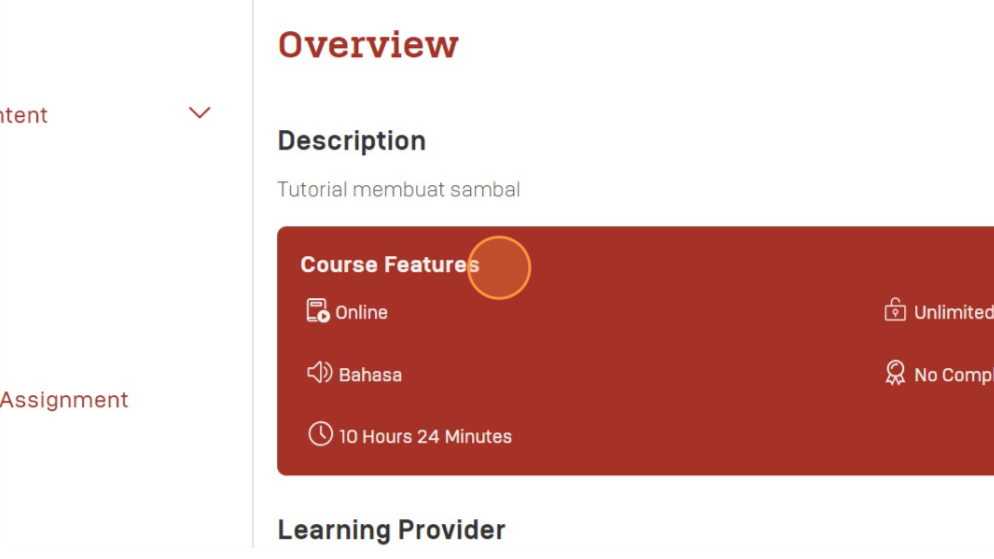 Overview
ntent
Description
Tutorial membuat sambal
Course Features
Online
Unlimited
Bahasa
No Compl
Assignment
10 Hours 24 Minutes
Learning Provider